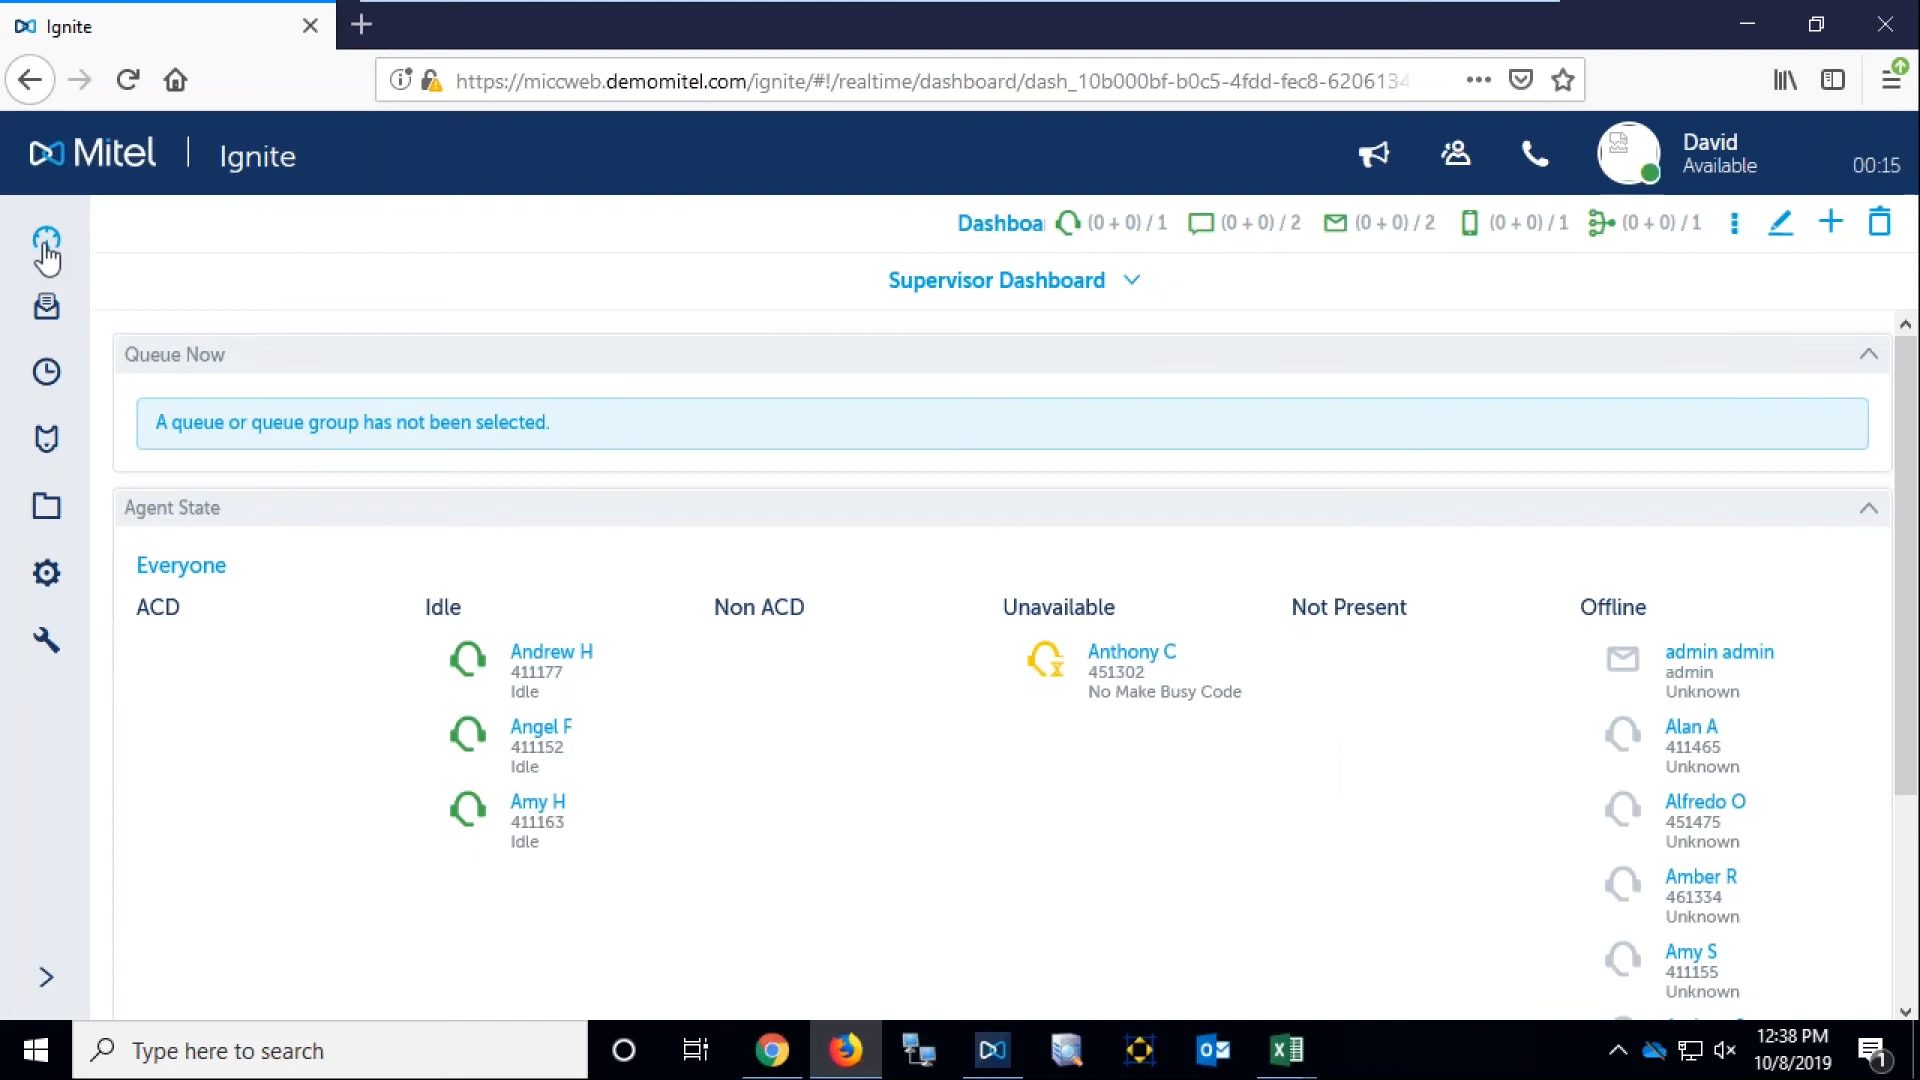 Ignite
https://miccweb.demomitel.com/ignite/#!/realtime/dashboard/dash_10b000bf-b0c5-4fdd-fec8-6206134
Mitel | Ignite
David
Available
00:15
Dashboa (0 + 0) / 1 (0 + 0) / 2 (0 + 0) / 2 (0 + 0) / 1 (0 + 0) / 1
Supervisor Dashboard
Queue Now
A queue or queue group has not been selected.
Agent State
Everyone
ACD Idle Non ACD Unavailable Not Present Offline
Andrew H
411177
Idle
Angel F
411152
Idle
Amy H
411163
Idle
Anthony C
451302
No Make Busy Code
admin admin
admin
Unknown
Alan A
411465
Unknown
Alfredo O
451475
Unknown
Amber R
461334
Unknown
Amy S
411155
Unknown
Type here to search
12:38 PM
10/8/2019
1